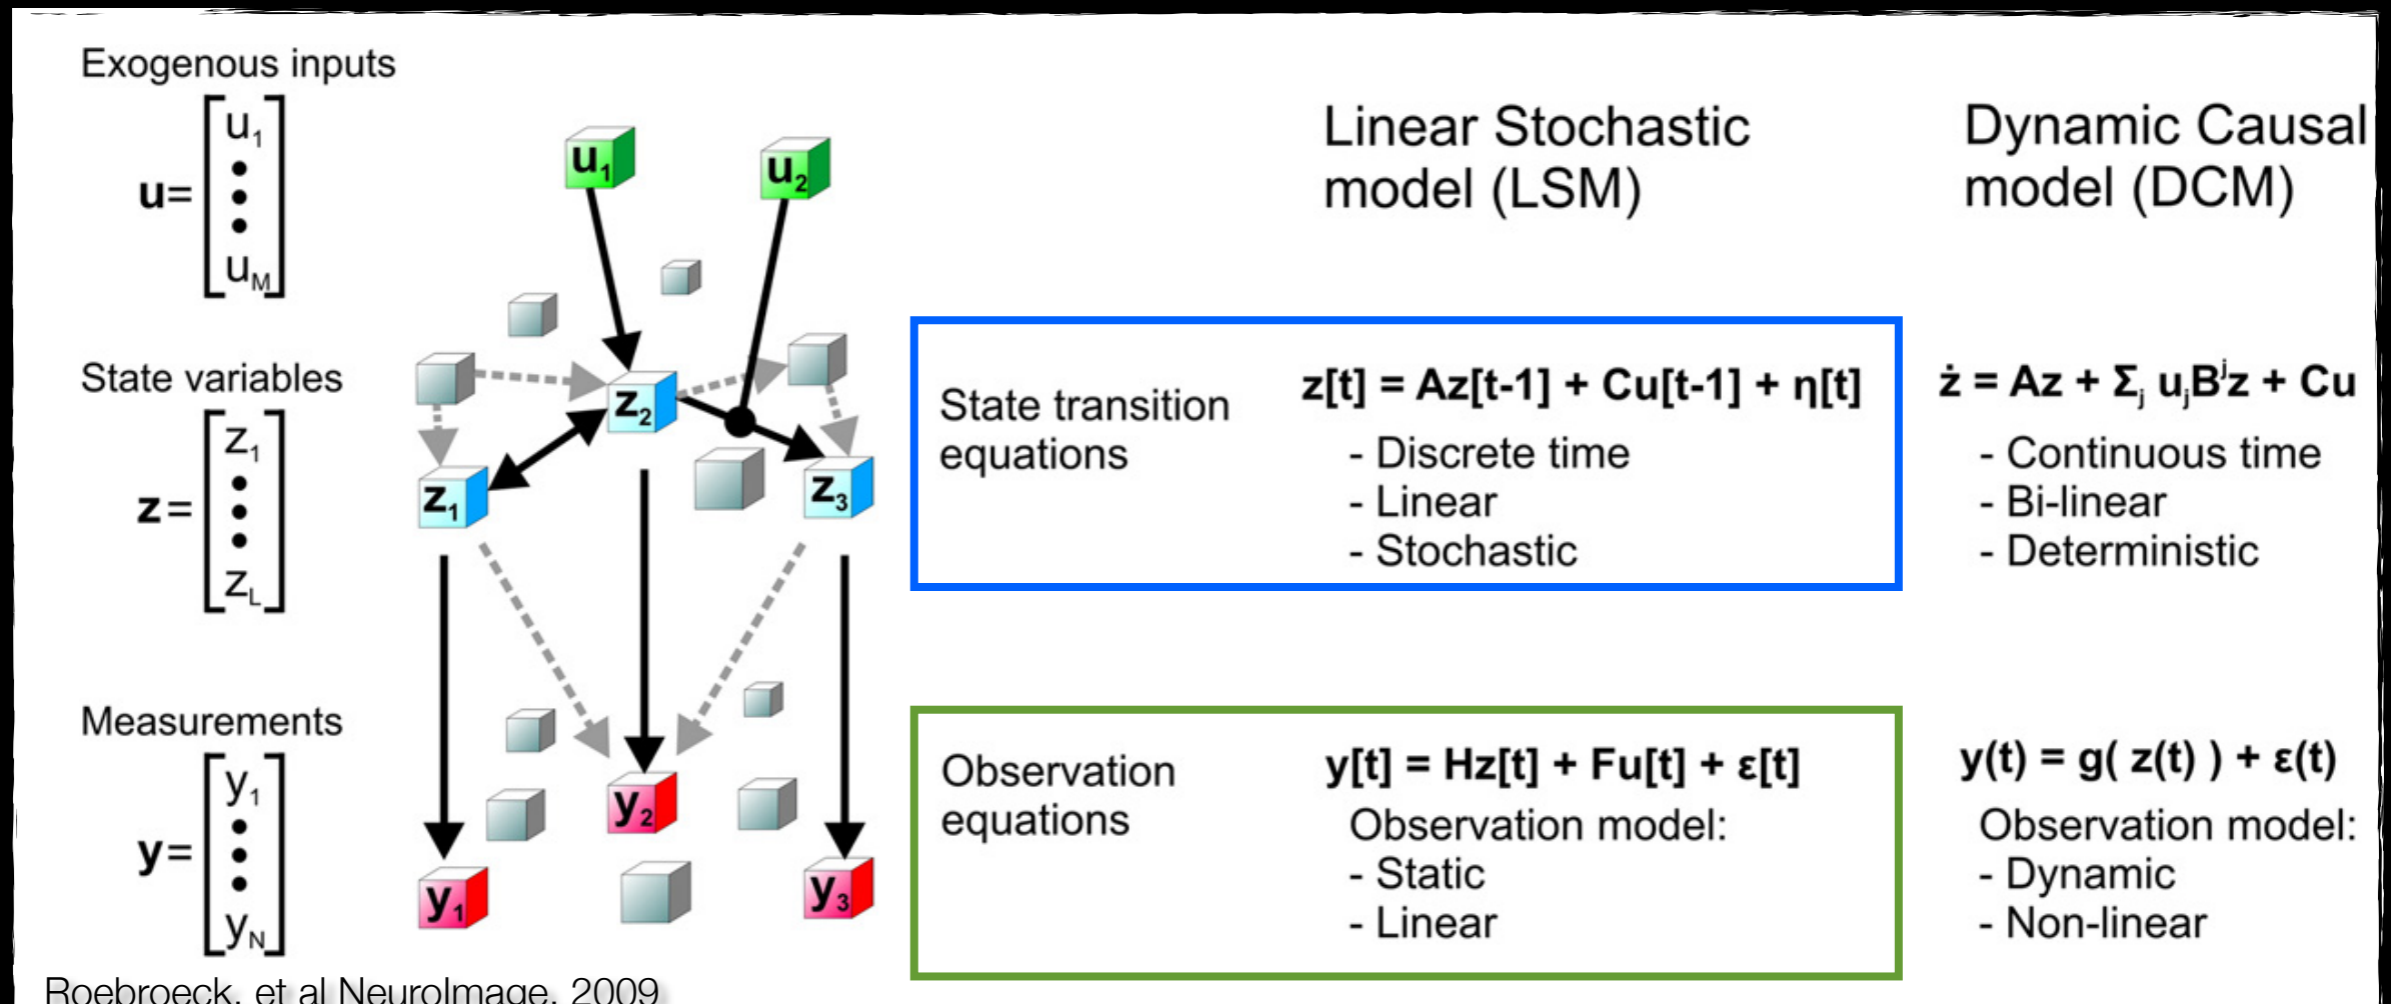 Exogenous inputs
u=
u₁
u_M
State variables
z=
z₁
z_L
Measurements
y=
y₁
y_N
u₁
u₂
z₂
z₁
z₃
y₂
y₁
y₃
Linear Stochastic
model (LSM)
Dynamic Causal
model (DCM)
State transition
equations
z[t] = Az[t-1] + Cu[t-1] + η[t]
- Discrete time
- Linear
- Stochastic
ż = Az + Σⱼ uⱼBʲz + Cu
- Continuous time
- Bi-linear
- Deterministic
Observation
equations
y[t] = Hz[t] + Fu[t] + ε[t]
Observation model:
- Static
- Linear
y(t) = g( z(t) ) + ε(t)
Observation model:
- Dynamic
- Non-linear
Roebroeck, et al NeuroImage, 2009